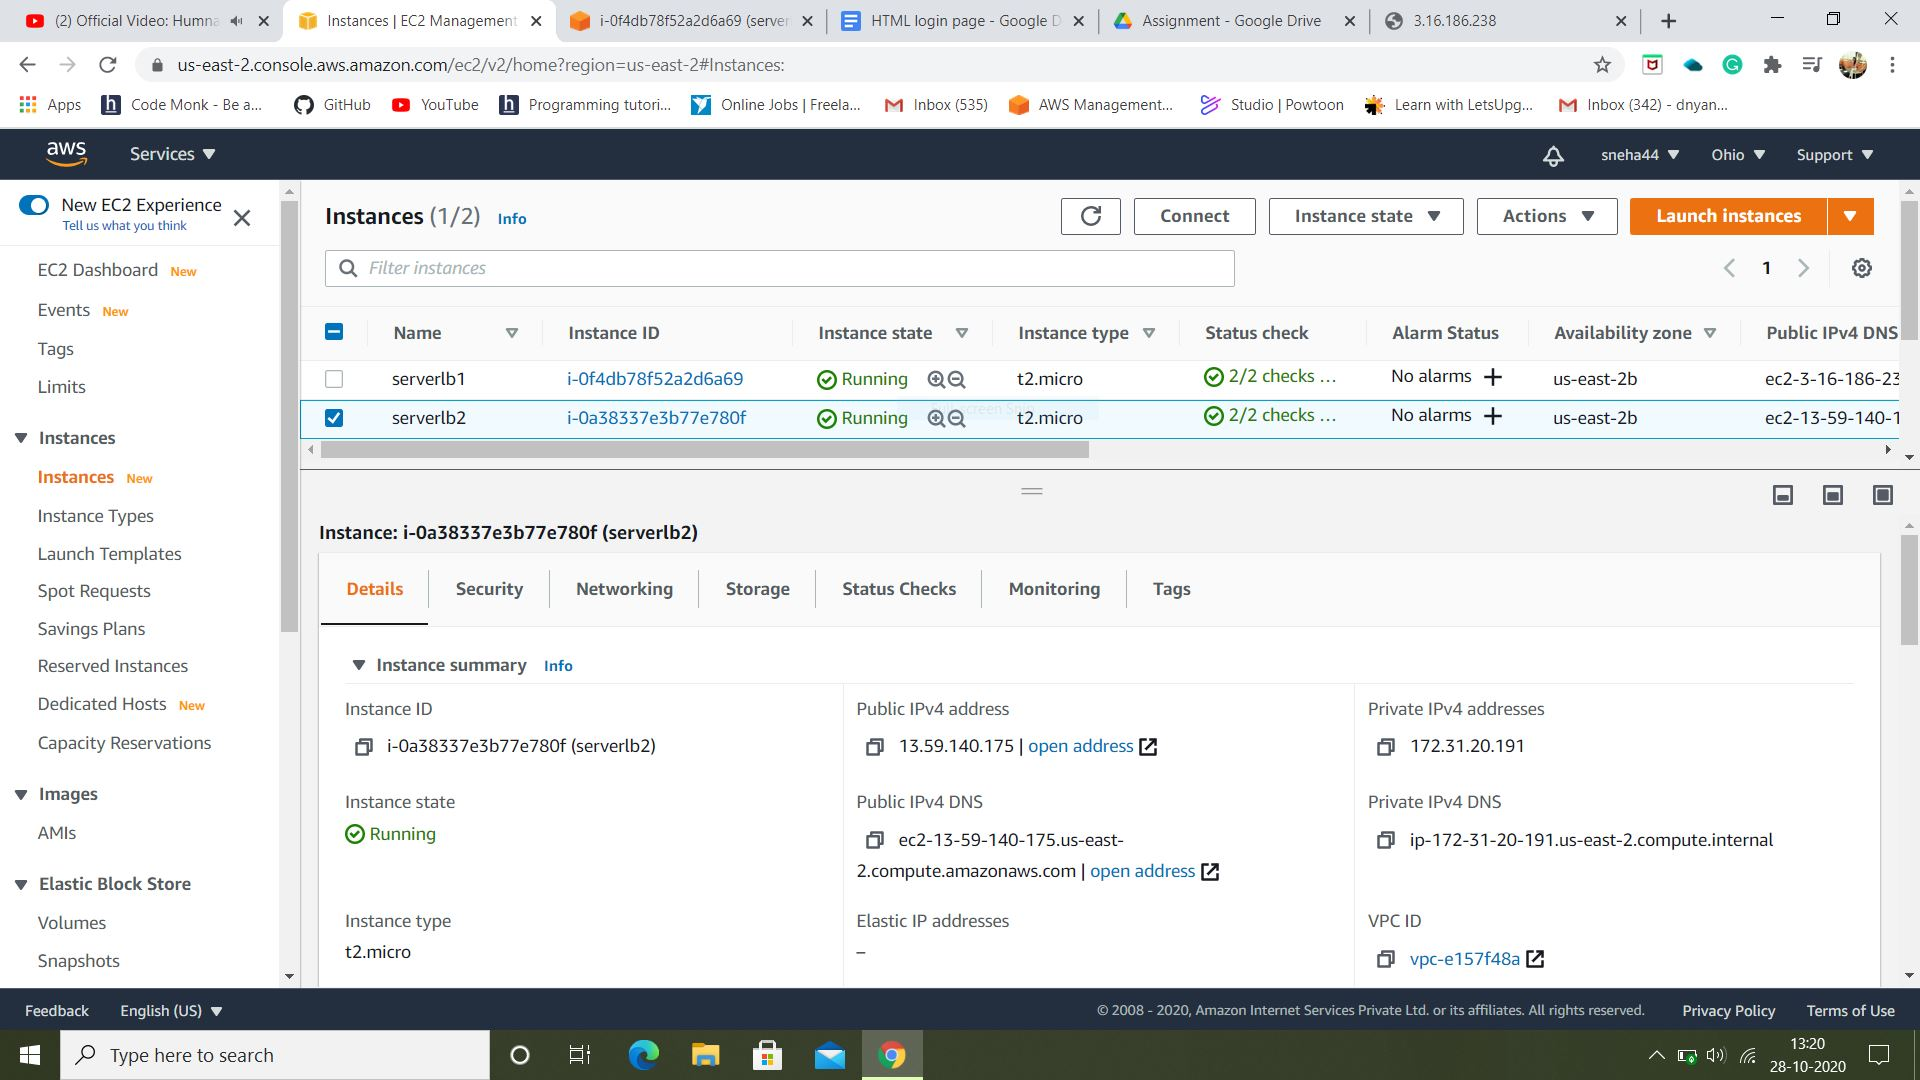 (2) Official Video: Humna
Instances | EC2 Management
i-0f4db78f52a2d6a69 (server
HTML login page - Google D
Assignment - Google Drive
3.16.186.238
us-east-2.console.aws.amazon.com/ec2/v2/home?region=us-east-2#Instances:
Apps
Code Monk - Be a...
GitHub
YouTube
Programming tutori...
Online Jobs | Freela...
Inbox (535)
AWS Management...
Studio | Powtoon
Learn with LetsUpg...
Inbox (342) - dnyan...
aws
Services
sneha44
Ohio
Support
New EC2 Experience
Tell us what you think
EC2 Dashboard New
Events New
Tags
Limits
Instances
Instances New
Instance Types
Launch Templates
Spot Requests
Savings Plans
Reserved Instances
Dedicated Hosts New
Capacity Reservations
Images
AMIs
Elastic Block Store
Volumes
Snapshots
Instances (1/2) Info
Connect
Instance state
Actions
Launch instances
Filter instances
1
Name Instance ID Instance state Instance type Status check Alarm Status Availability zone Public IPv4 DNS
serverlb1 i-0f4db78f52a2d6a69 Running t2.micro 2/2 checks ... No alarms us-east-2b ec2-3-16-186-23
serverlb2 i-0a38337e3b77e780f Running t2.micro 2/2 checks ... No alarms us-east-2b ec2-13-59-140-1
Instance: i-0a38337e3b77e780f (serverlb2)
Details
Security
Networking
Storage
Status Checks
Monitoring
Tags
Instance summary Info
Instance ID
i-0a38337e3b77e780f (serverlb2)
Public IPv4 address
13.59.140.175 | open address
Private IPv4 addresses
172.31.20.191
Instance state
Running
Public IPv4 DNS
ec2-13-59-140-175.us-east-
2.compute.amazonaws.com | open address
Private IPv4 DNS
ip-172-31-20-191.us-east-2.compute.internal
Instance type
t2.micro
Elastic IP addresses
–
VPC ID
vpc-e157f48a
Feedback
English (US)
© 2008 - 2020, Amazon Internet Services Private Ltd. or its affiliates. All rights reserved.
Privacy Policy
Terms of Use
Type here to search
13:20
28-10-2020